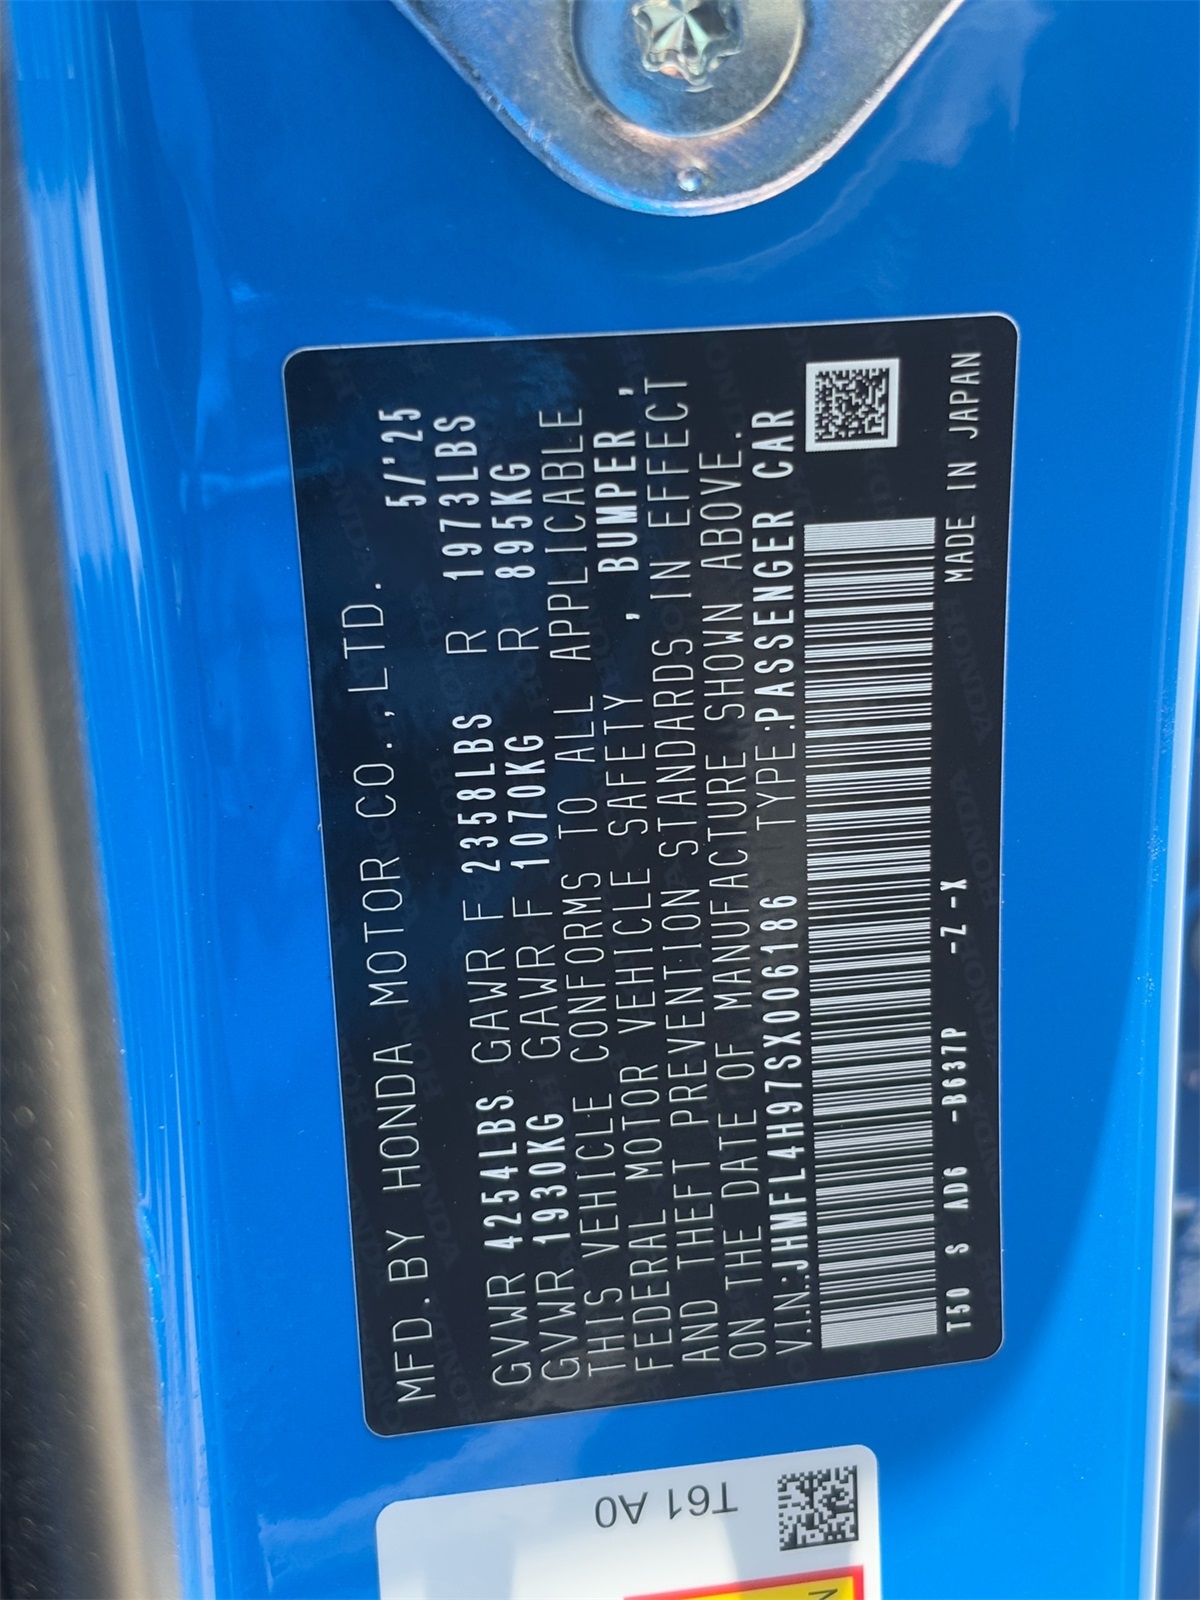 MFD.BY HONDA MOTOR CO.,LTD. 5/'25
GVWR 4254LBS GAWR F 2358LBS R 1973LBS
GVWR 1930KG GAWR F 1070KG R 895KG
THIS VEHICLE CONFORMS TO ALL APPLICABLE
FEDERAL MOTOR VEHICLE SAFETY , BUMPER ,
AND THEFT PREVENTION STANDARDS IN EFFECT
ON THE DATE OF MANUFACTURE SHOWN ABOVE.
V.I.N.:JHMFL4H97SX006186 TYPE:PASSENGER CAR
T50 S AD6 -B637P -Z -X MADE IN JAPAN
T61 A0